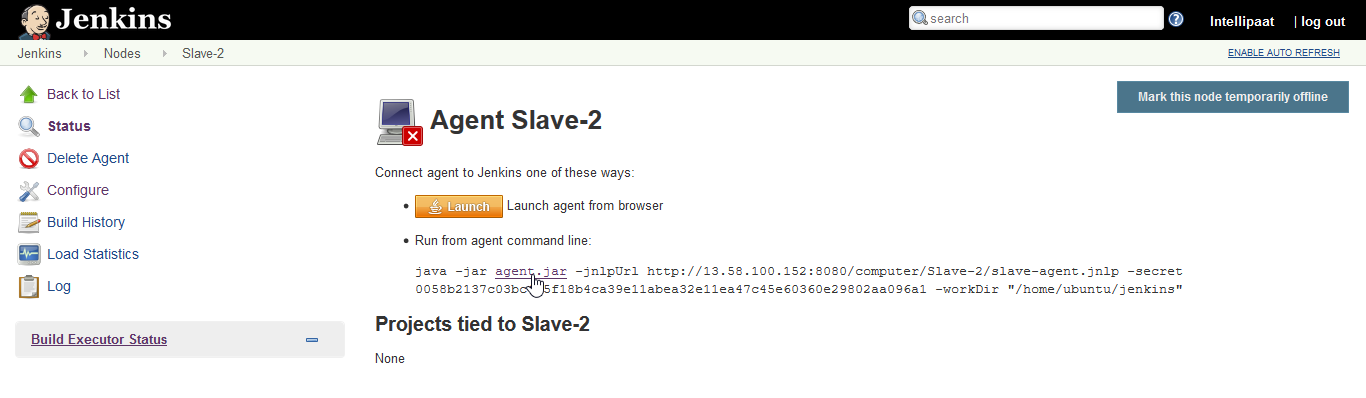 Jenkins
search
Intellipaat | log out
Jenkins Nodes Slave-2
ENABLE AUTO REFRESH
Back to List
Status
Delete Agent
Configure
Build History
Load Statistics
Log
Build Executor Status
Mark this node temporarily offline
Agent Slave-2
Connect agent to Jenkins one of these ways:
Launch Launch agent from browser
Run from agent command line:
java -jar agent.jar -jnlpUrl http://13.58.100.152:8080/computer/Slave-2/slave-agent.jnlp -secret
-workDir "/home/ubuntu/jenkins"
Projects tied to Slave-2
None